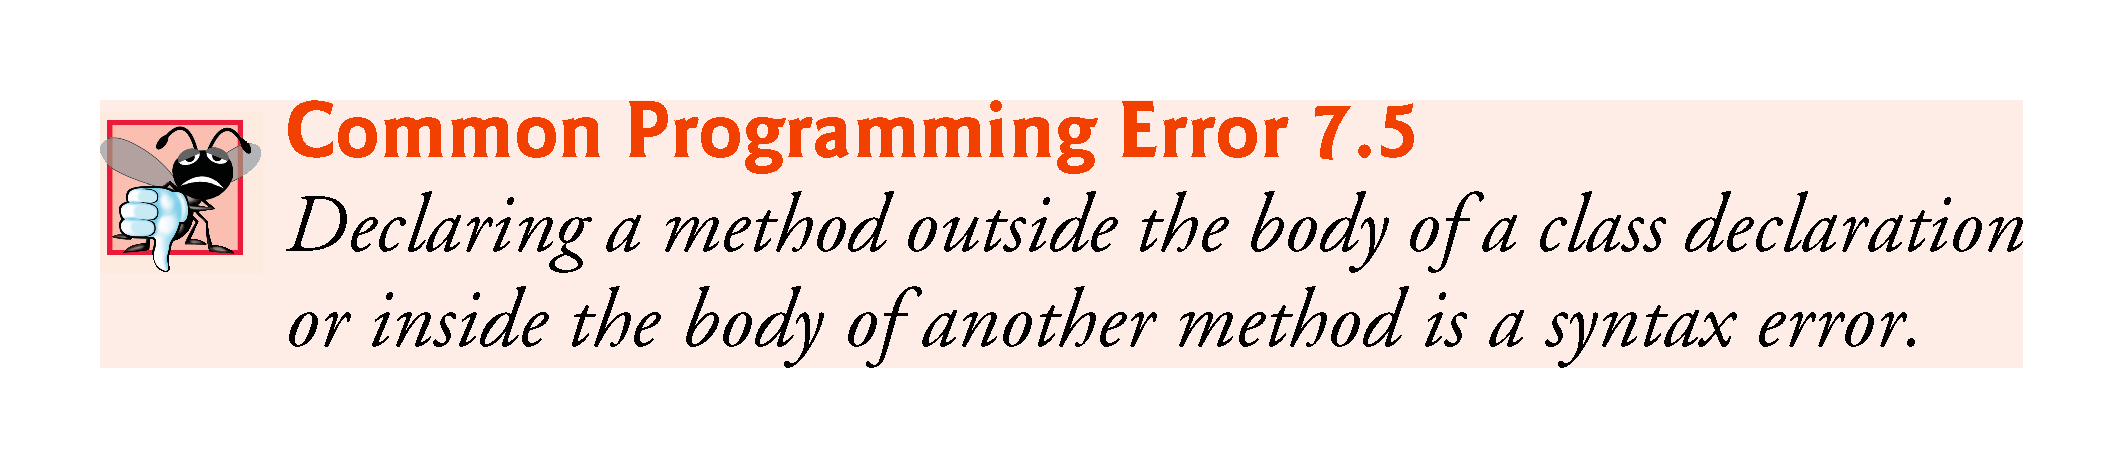 Common Programming Error 7.5
Declaring a method outside the body of a class declaration
or inside the body of another method is a syntax error.